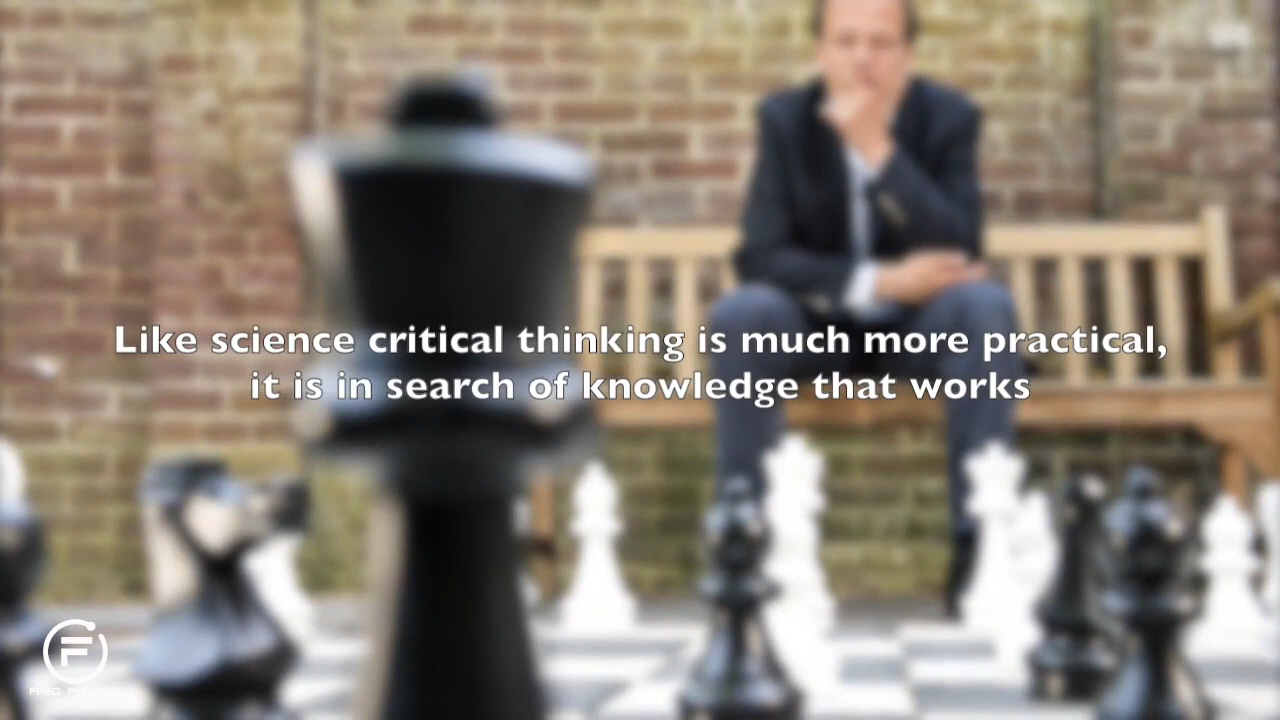 Like science critical thinking is much more practical,
it is in search of knowledge that works